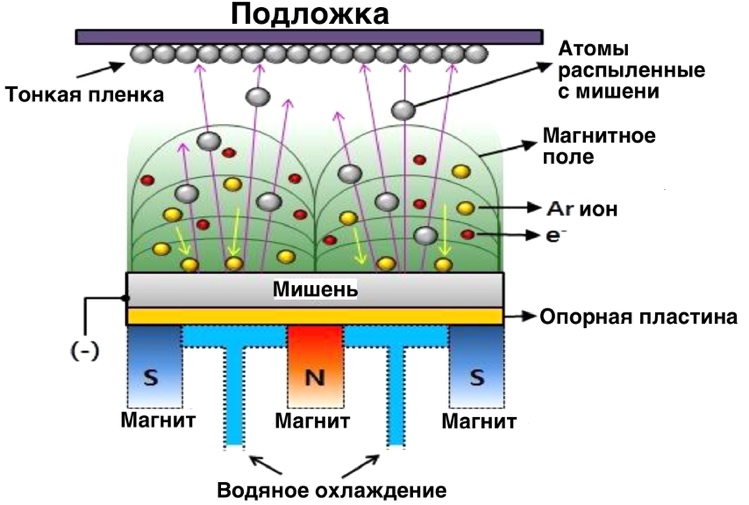 Подложка
Атомы
распыленные
с мишени
Тонкая пленка
Магнитное
поле
Ar ион
e⁻
Мишень
Опорная пластина
(-)
S
N
S
Магнит
Магнит
Магнит
Водяное охлаждение